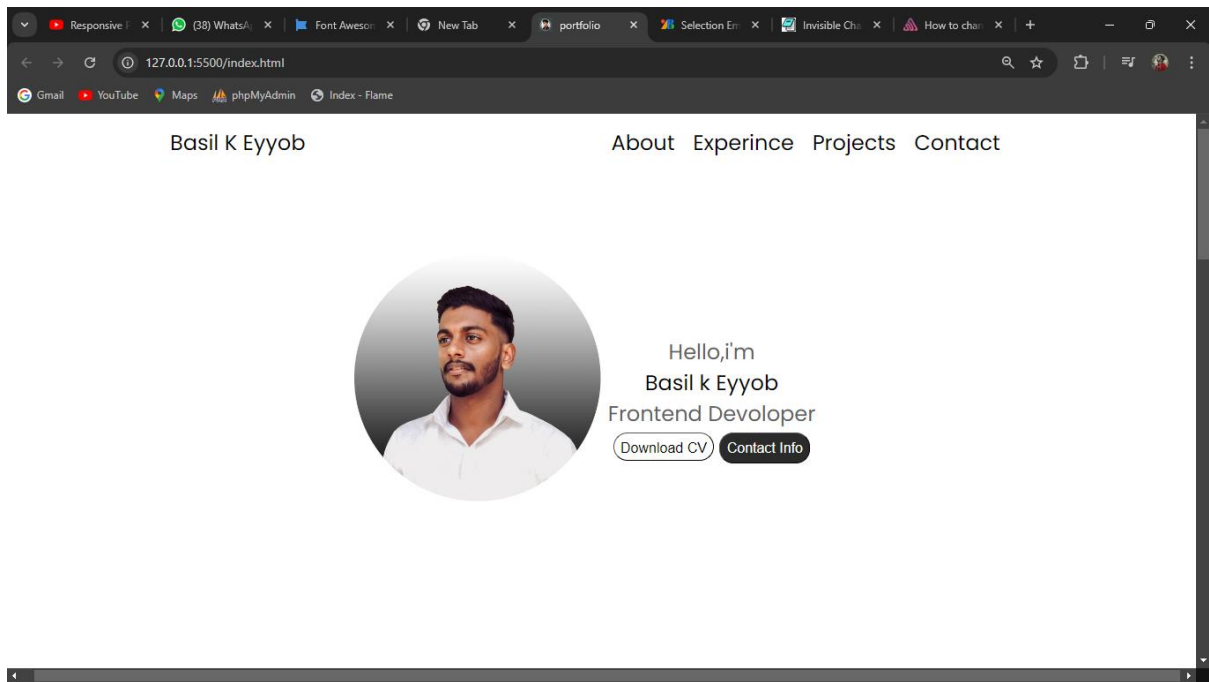 Responsive F (38) WhatsA Font Aweson New Tab portfolio Selection Em Invisible Cha How to chan
127.0.0.1:5500/index.html
Gmail YouTube Maps phpMyAdmin Index - Flame
Basil K Eyyob About Experince Projects Contact
Hello,i'm
Basil k Eyyob
Frontend Devoloper
Download CV Contact Info